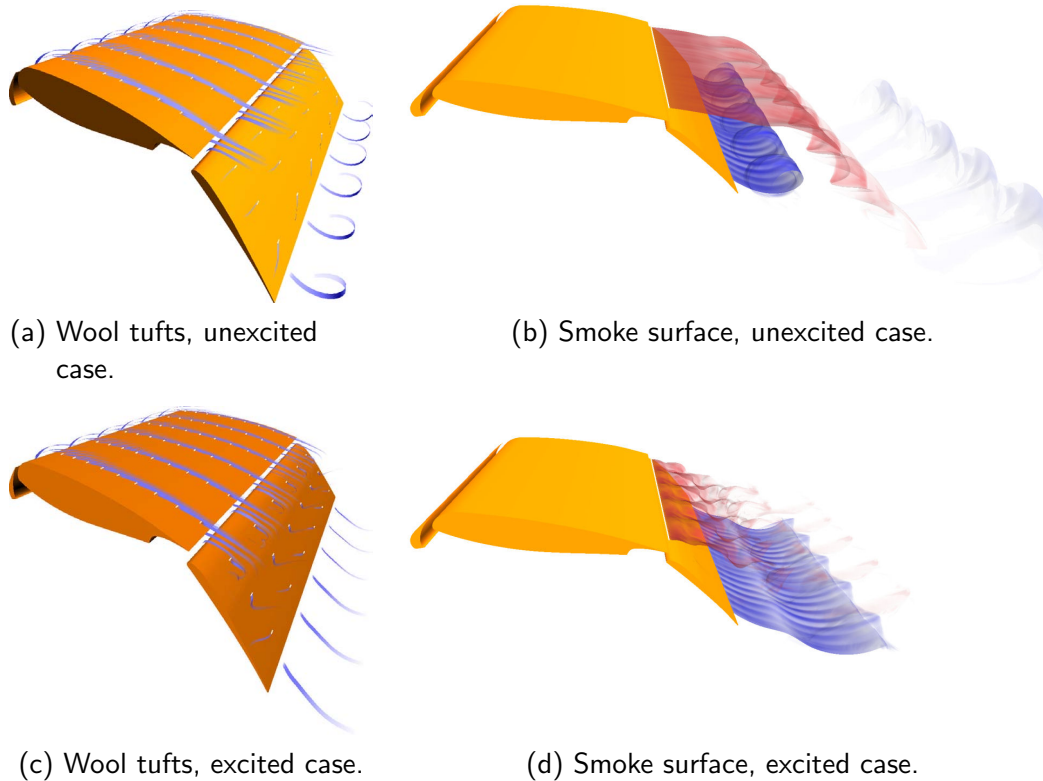 (a) Wool tufts, unexcited
case.
(b) Smoke surface, unexcited case.
(c) Wool tufts, excited case.
(d) Smoke surface, excited case.